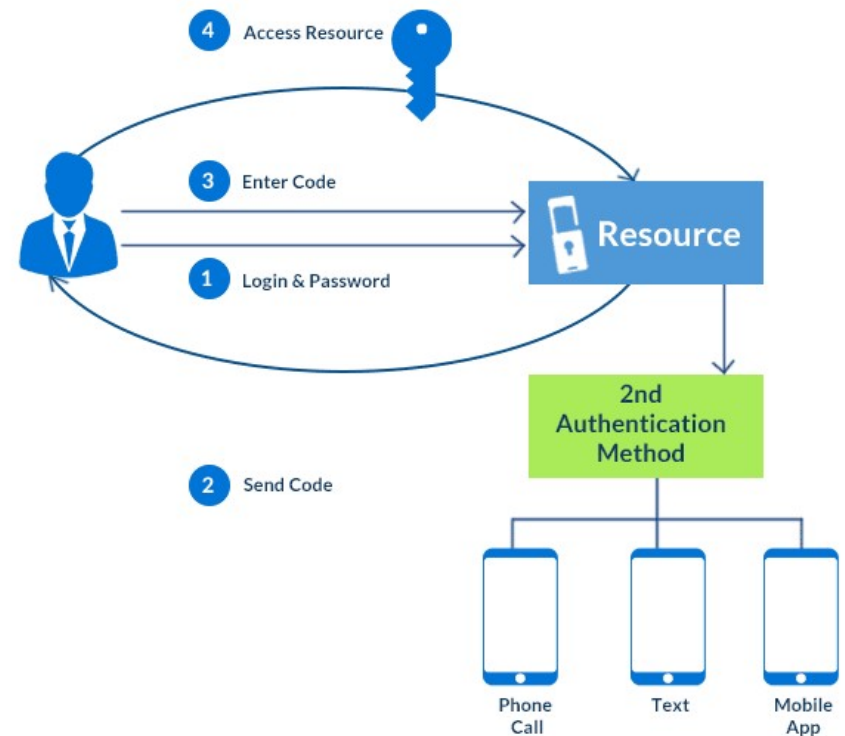 4 Access Resource
3 Enter Code
Resource
1 Login & Password
2nd
Authentication
Method
2 Send Code
Phone
Call
Text
Mobile
App